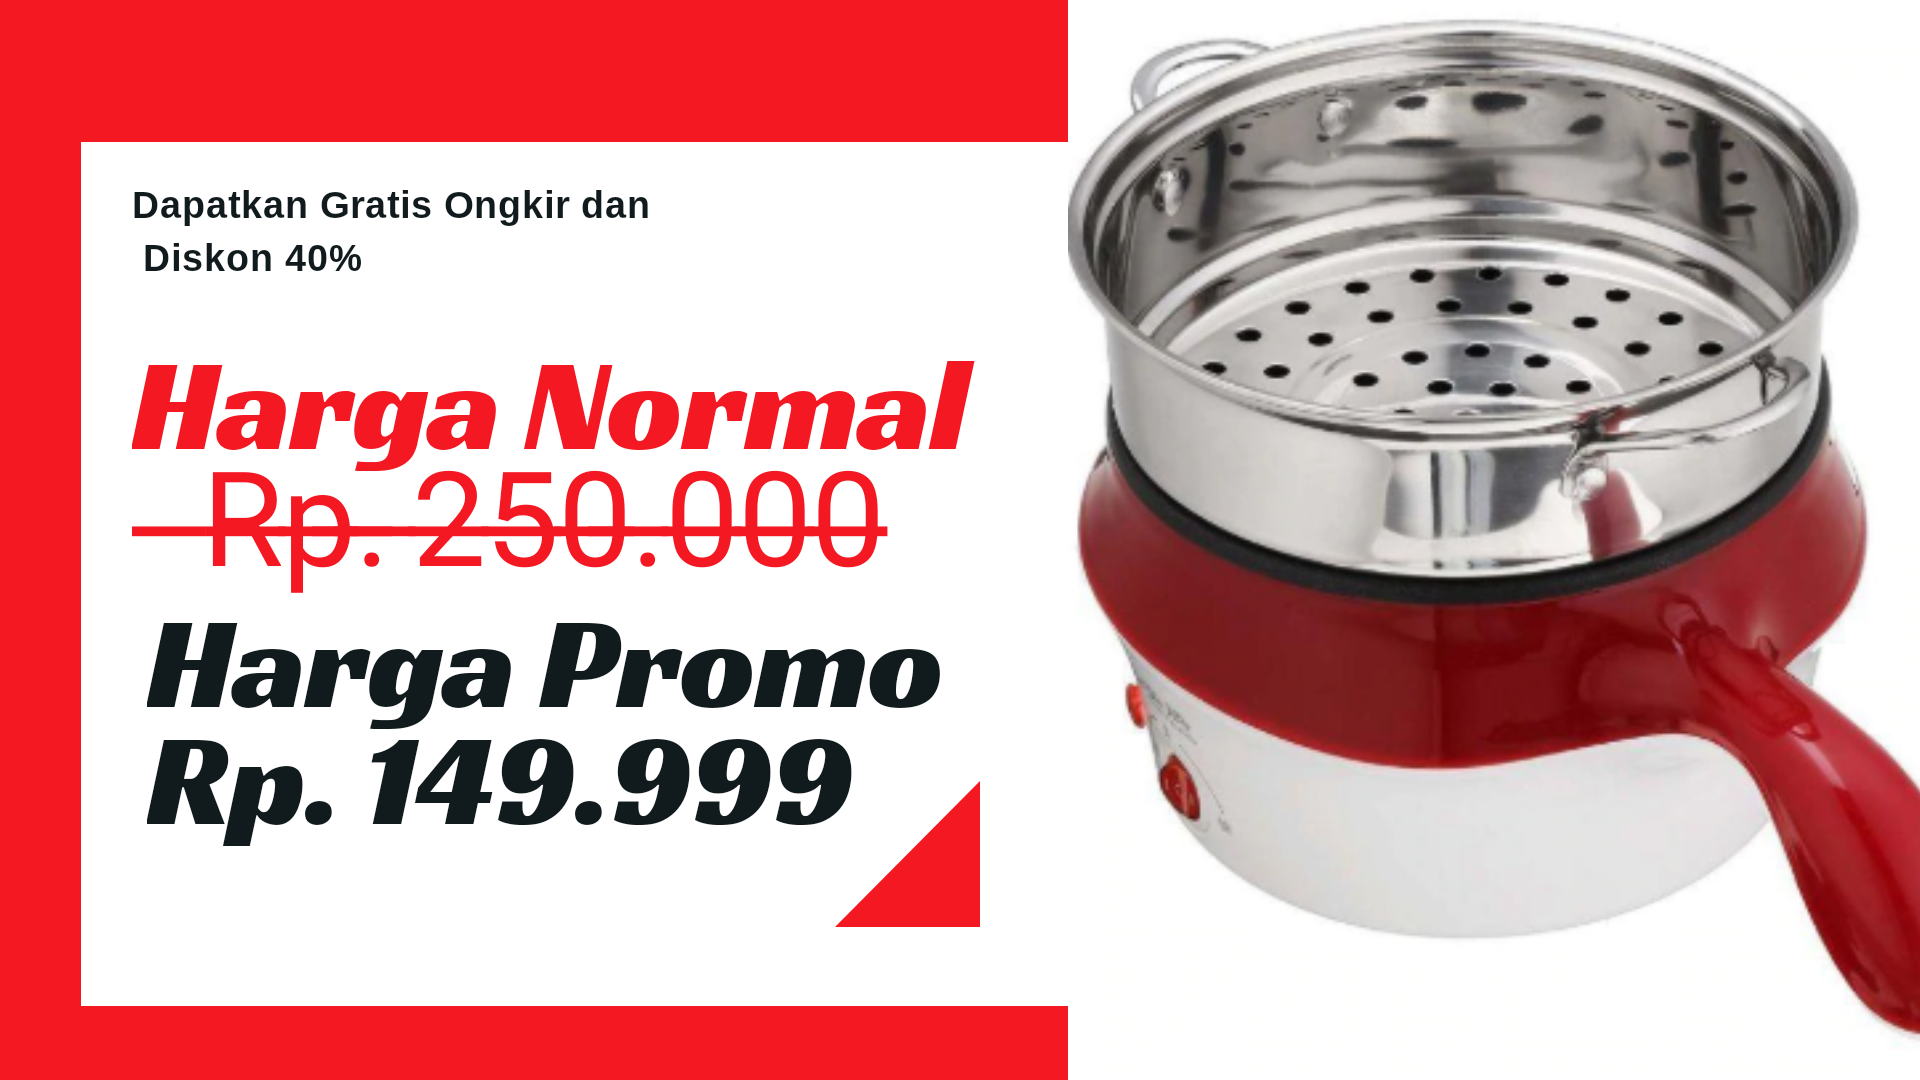 Dapatkan Gratis Ongkir dan
Diskon 40%
Harga Normal
Rp. 250.000
Harga Promo
Rp. 149.999